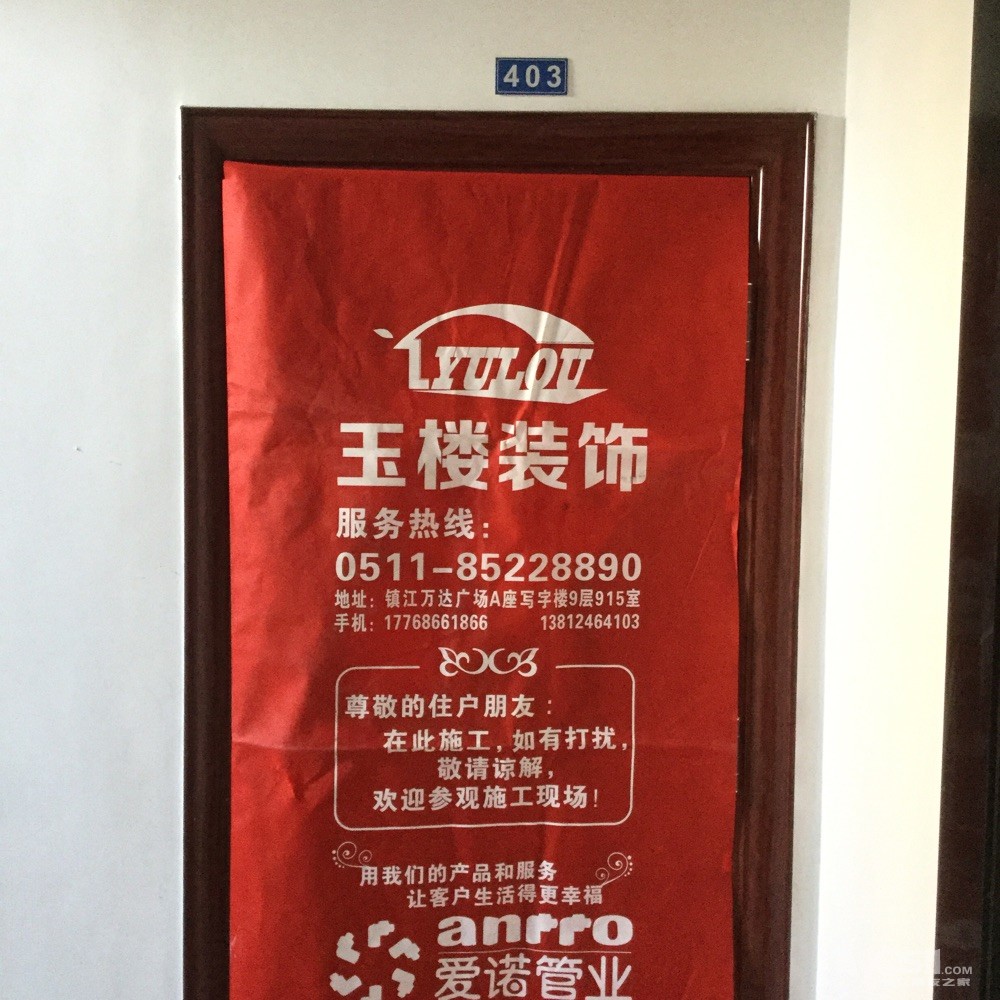 403
YULOU
玉楼装饰
服务热线:
0511-85228890
地址: 镇江万达广场A座写字楼9层915室
手机: 17768661866 13812464103
尊敬的住户朋友:
在此施工,如有打扰,
敬请谅解,
欢迎参观施工现场!
用我们的产品和服务
让客户生活得更幸福
anrro
爱诺管业
.COM
之家